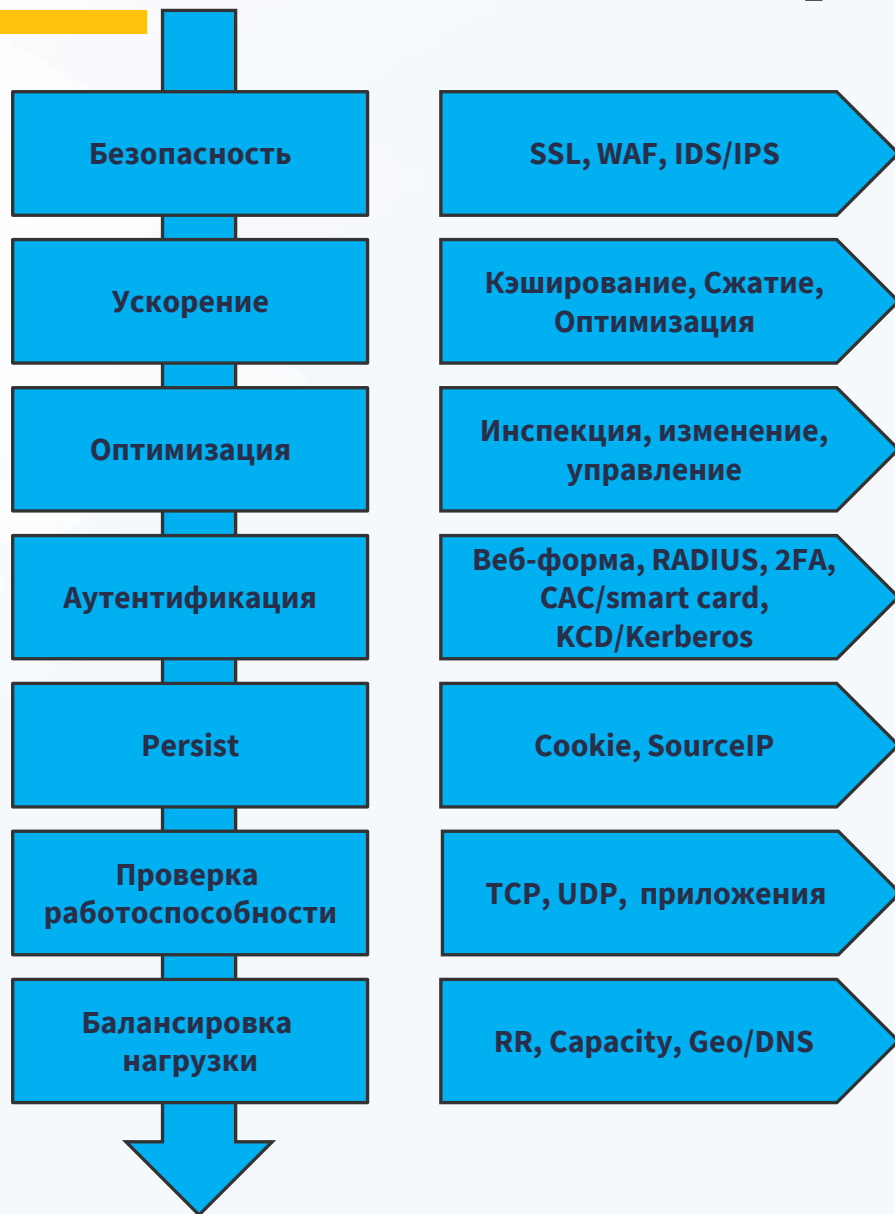 Безопасность
SSL, WAF, IDS/IPS
Ускорение
Кэширование, Сжатие,
Оптимизация
Оптимизация
Инспекция, изменение,
управление
Аутентификация
Веб-форма, RADIUS, 2FA,
CAC/smart card,
KCD/Kerberos
Persist
Cookie, SourceIP
Проверка
работоспособности
TCP, UDP, приложения
Балансировка
нагрузки
RR, Capacity, Geo/DNS